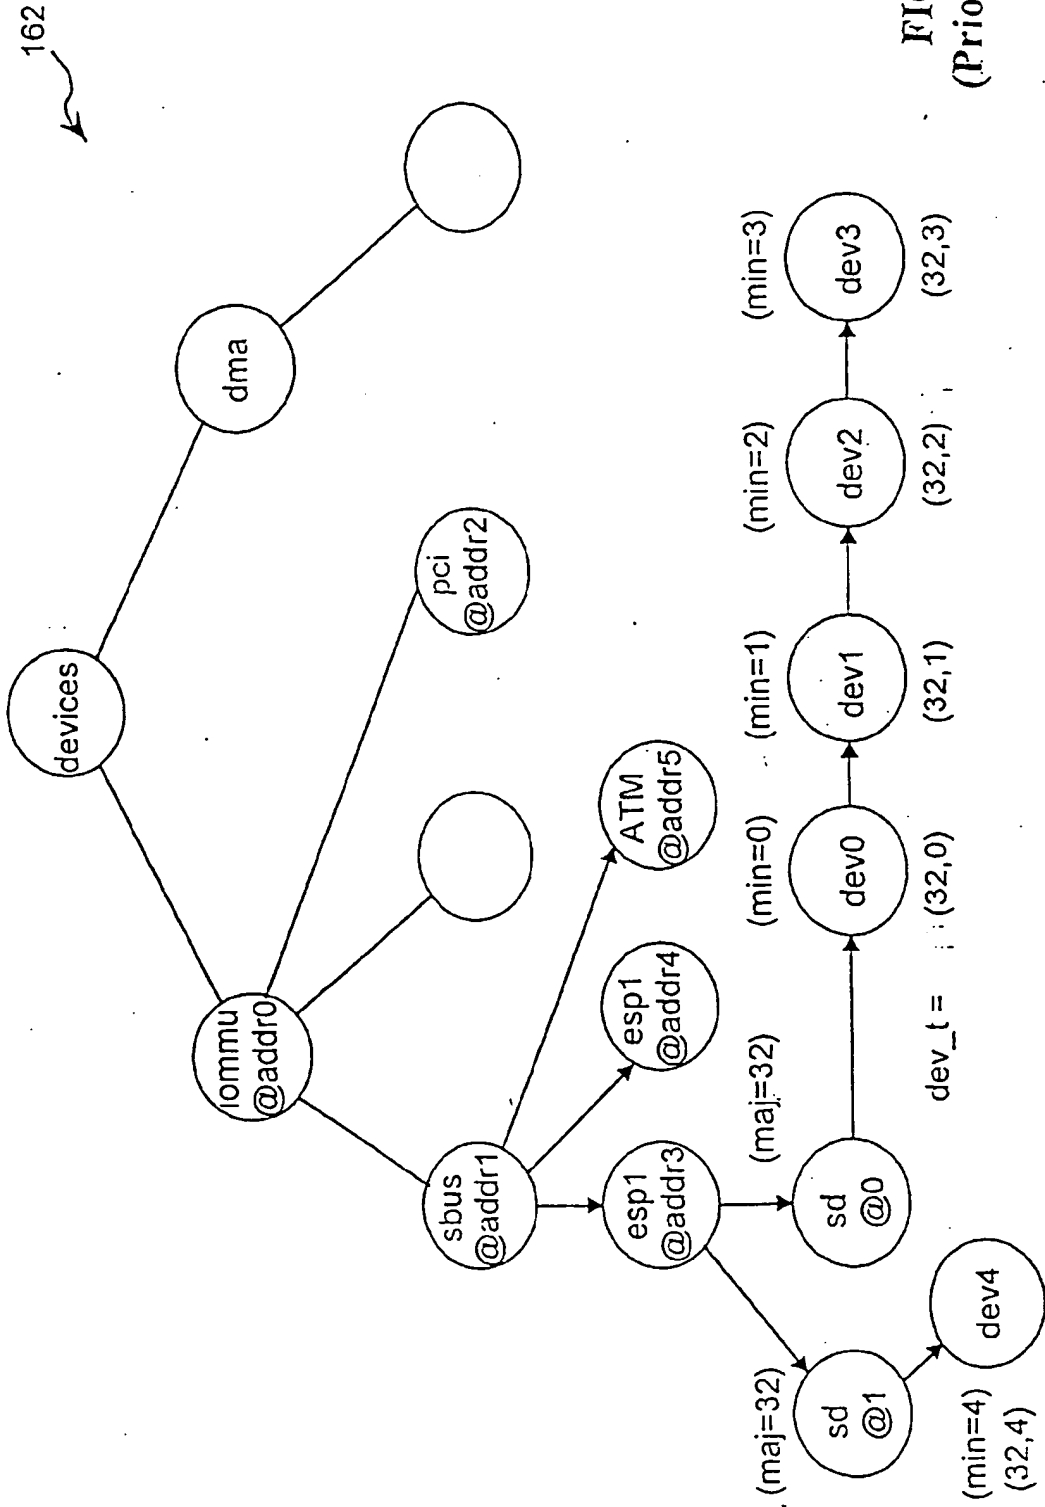 162
devices
dma
iommu
@addr0
pci
@addr2
sbus
@addr1
esp1
@addr3
esp1
@addr4
ATM
@addr5
(maj=32)
sd
@1
(maj=32)
sd
@0
(min=0)
dev0
(min=1)
dev1
(min=2)
dev2
(min=3)
dev3
dev4
(min=4)
(32,4)
dev_t =
(32,0)
(32,1)
(32,2)
(32,3)